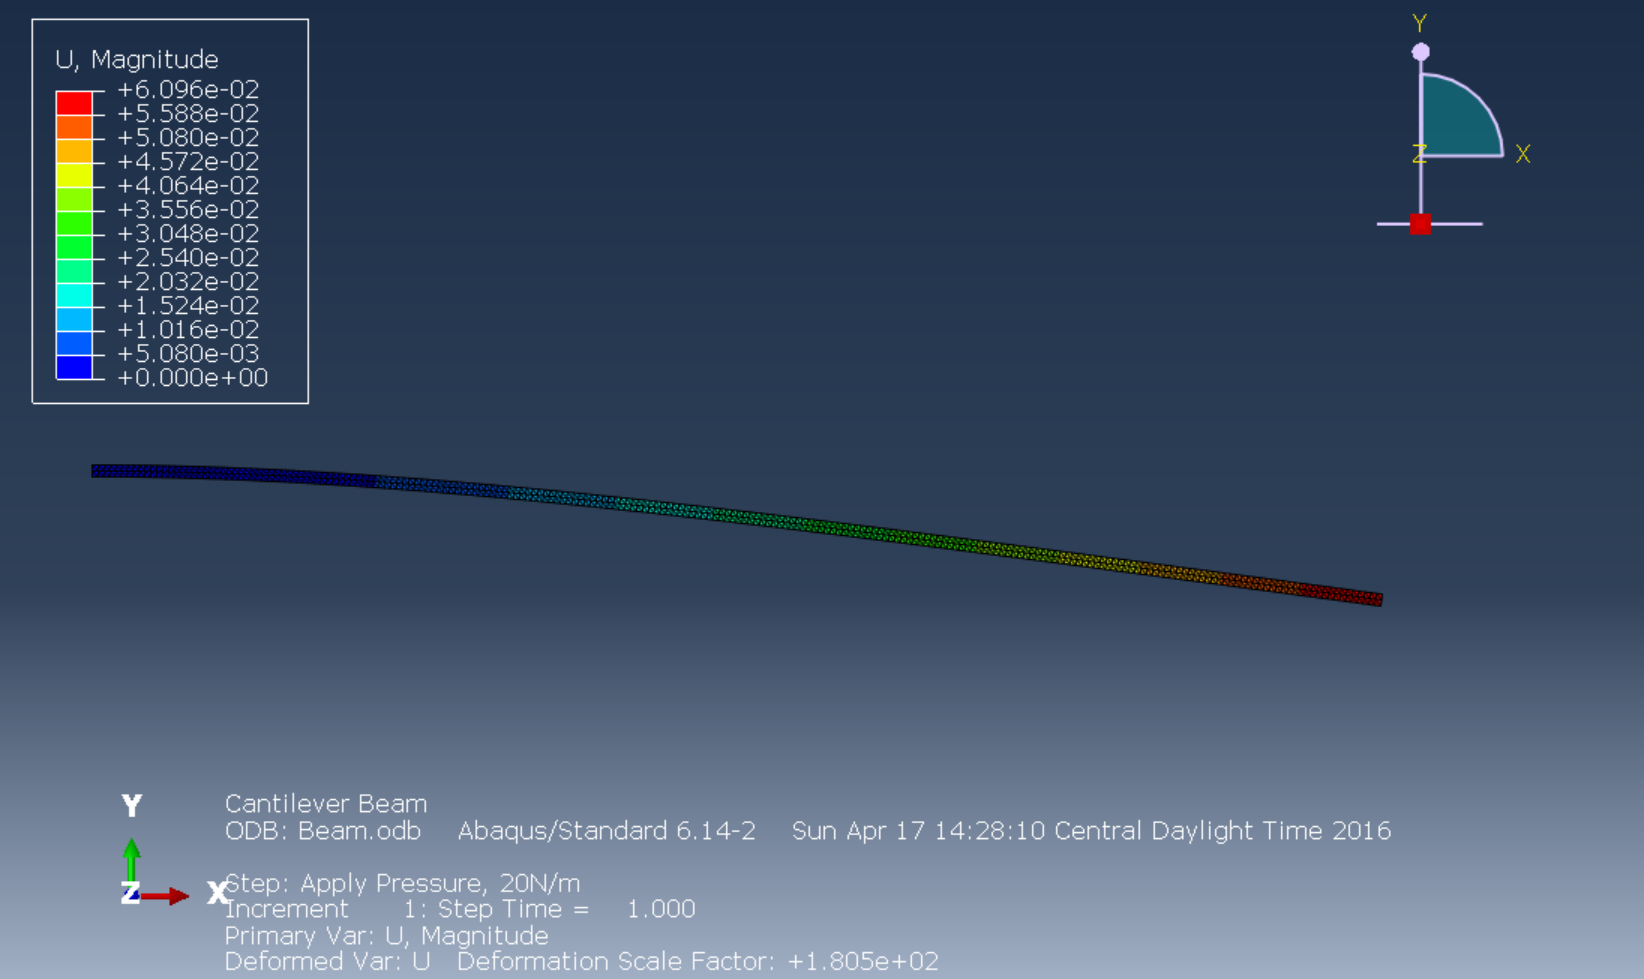 U, Magnitude
+6.096e-02
+5.588e-02
+5.080e-02
+4.572e-02
+4.064e-02
+3.556e-02
+3.048e-02
+2.540e-02
+2.032e-02
+1.524e-02
+1.016e-02
+5.080e-03
+0.000e+00
Y
Z X
Y
Z X
Cantilever Beam
ODB: Beam.odb Abaqus/Standard 6.14-2 Sun Apr 17 14:28:10 Central Daylight Time 2016
Step: Apply Pressure, 20N/m
Increment 1: Step Time = 1.000
Primary Var: U, Magnitude
Deformed Var: U Deformation Scale Factor: +1.805e+02